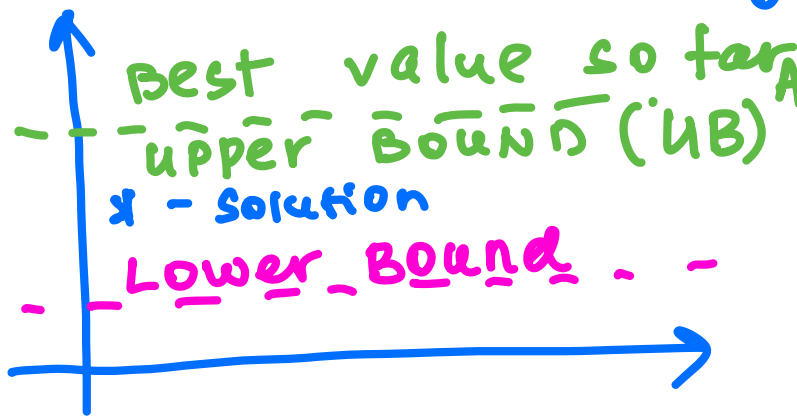 Best value so far
upper BOUND (UB)
* - solution
Lower Bound